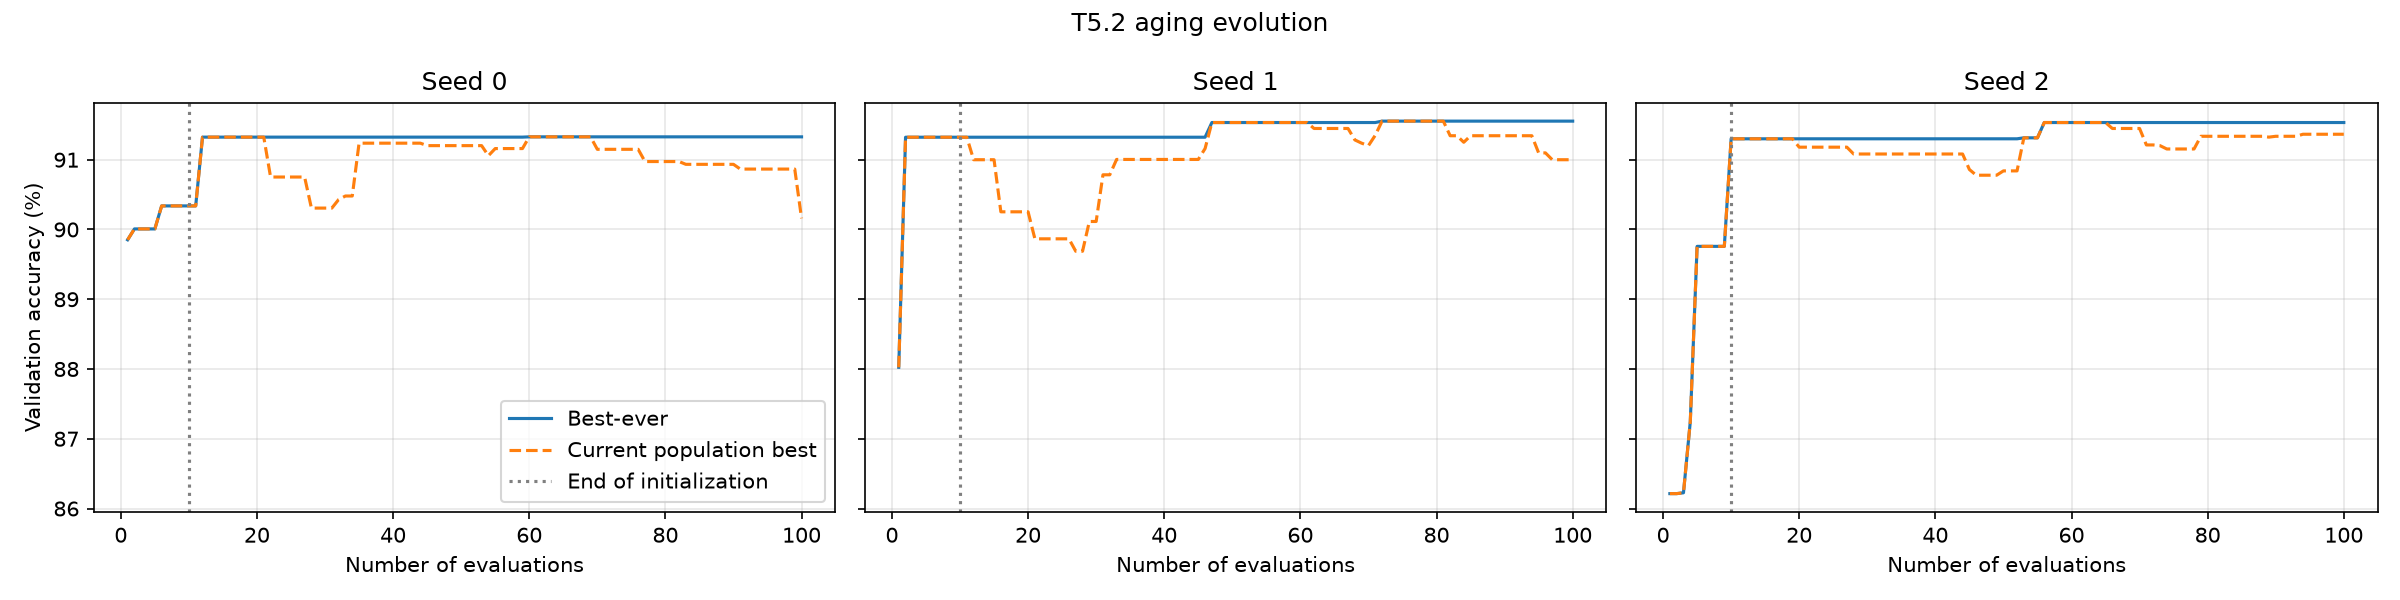 T5.2 aging evolution
Seed 0
Seed 1
Seed 2
Validation accuracy (%)
91
90
89
88
87
86
Best-ever
Current population best
End of initialization
0 20 40 60 80 100
0 20 40 60 80 100
0 20 40 60 80 100
Number of evaluations
Number of evaluations
Number of evaluations